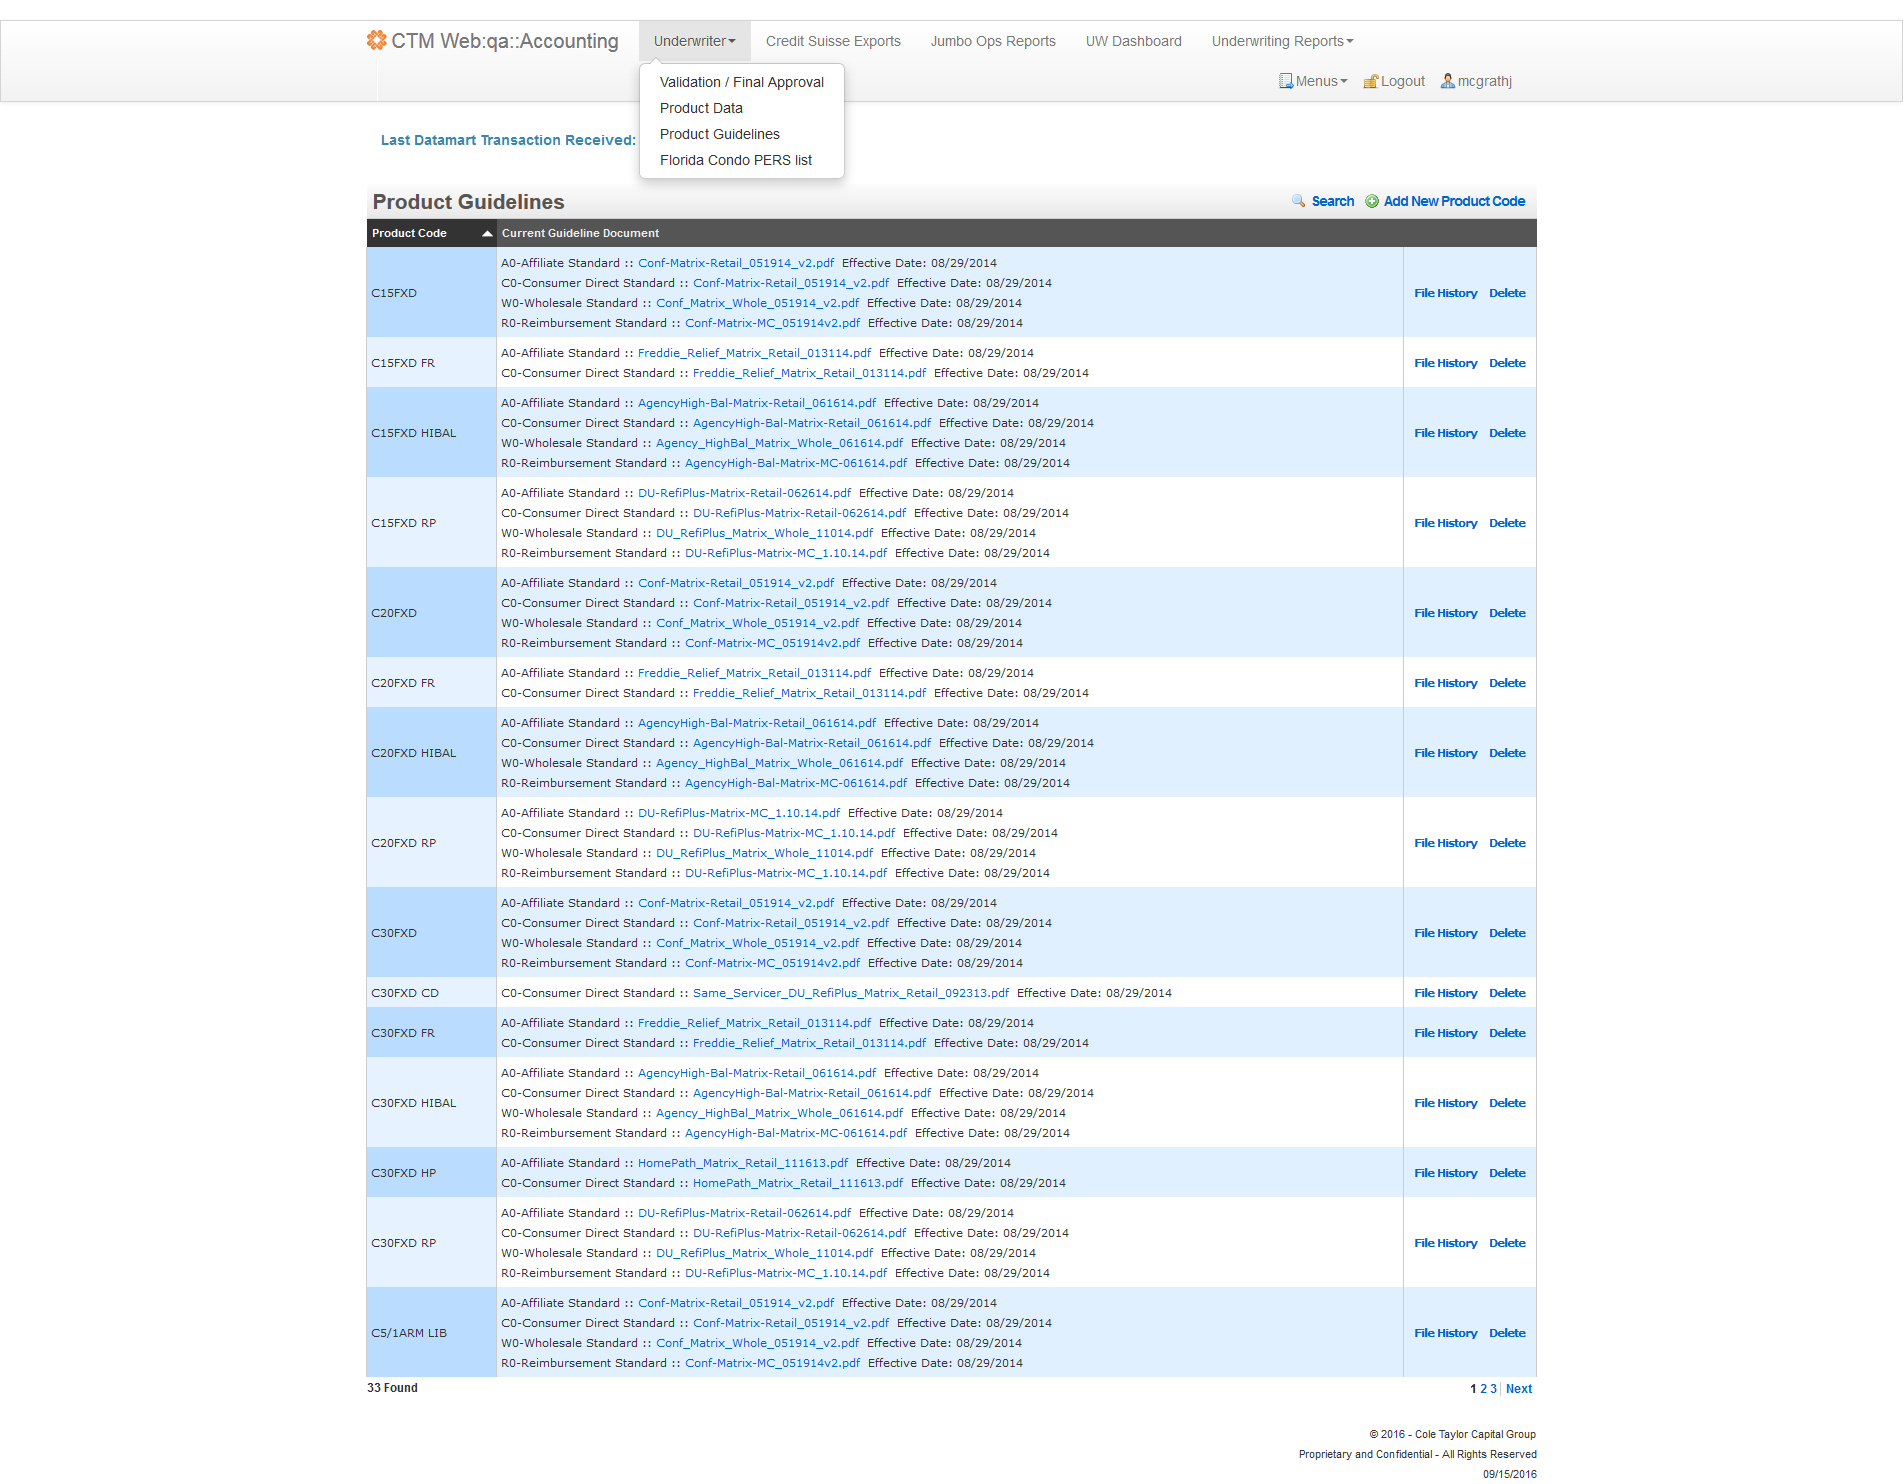 CTM Web:qa::Accounting
Underwriter
Credit Suisse Exports
Jumbo Ops Reports
UW Dashboard
Underwriting Reports
Menus
Logout
mcgrathj
Validation / Final Approval
Product Data
Product Guidelines
Florida Condo PERS list
Last Datamart Transaction Received:
Product Guidelines
Search
Add New Product Code
Product Code Current Guideline Document
C15FXD
A0-Affiliate Standard :: Conf-Matrix-Retail_051914_v2.pdf Effective Date: 08/29/2014
C0-Consumer Direct Standard :: Conf-Matrix-Retail_051914_v2.pdf Effective Date: 08/29/2014
W0-Wholesale Standard :: Conf_Matrix_Whole_051914_v2.pdf Effective Date: 08/29/2014
R0-Reimbursement Standard :: Conf-Matrix-MC_051914v2.pdf Effective Date: 08/29/2014
File History Delete
C15FXD FR
A0-Affiliate Standard :: Freddie_Relief_Matrix_Retail_013114.pdf Effective Date: 08/29/2014
C0-Consumer Direct Standard :: Freddie_Relief_Matrix_Retail_013114.pdf Effective Date: 08/29/2014
File History Delete
C15FXD HIBAL
A0-Affiliate Standard :: AgencyHigh-Bal-Matrix-Retail_061614.pdf Effective Date: 08/29/2014
C0-Consumer Direct Standard :: AgencyHigh-Bal-Matrix-Retail_061614.pdf Effective Date: 08/29/2014
W0-Wholesale Standard :: Agency_HighBal_Matrix_Whole_061614.pdf Effective Date: 08/29/2014
R0-Reimbursement Standard :: AgencyHigh-Bal-Matrix-MC-061614.pdf Effective Date: 08/29/2014
File History Delete
C15FXD RP
A0-Affiliate Standard :: DU-RefiPlus-Matrix-Retail-062614.pdf Effective Date: 08/29/2014
C0-Consumer Direct Standard :: DU-RefiPlus-Matrix-Retail-062614.pdf Effective Date: 08/29/2014
W0-Wholesale Standard :: DU_RefiPlus_Matrix_Whole_11014.pdf Effective Date: 08/29/2014
R0-Reimbursement Standard :: DU-RefiPlus-Matrix-MC_1.10.14.pdf Effective Date: 08/29/2014
File History Delete
C20FXD
A0-Affiliate Standard :: Conf-Matrix-Retail_051914_v2.pdf Effective Date: 08/29/2014
C0-Consumer Direct Standard :: Conf-Matrix-Retail_051914_v2.pdf Effective Date: 08/29/2014
W0-Wholesale Standard :: Conf_Matrix_Whole_051914_v2.pdf Effective Date: 08/29/2014
R0-Reimbursement Standard :: Conf-Matrix-MC_051914v2.pdf Effective Date: 08/29/2014
File History Delete
C20FXD FR
A0-Affiliate Standard :: Freddie_Relief_Matrix_Retail_013114.pdf Effective Date: 08/29/2014
C0-Consumer Direct Standard :: Freddie_Relief_Matrix_Retail_013114.pdf Effective Date: 08/29/2014
File History Delete
C20FXD HIBAL
A0-Affiliate Standard :: AgencyHigh-Bal-Matrix-Retail_061614.pdf Effective Date: 08/29/2014
C0-Consumer Direct Standard :: AgencyHigh-Bal-Matrix-Retail_061614.pdf Effective Date: 08/29/2014
W0-Wholesale Standard :: Agency_HighBal_Matrix_Whole_061614.pdf Effective Date: 08/29/2014
R0-Reimbursement Standard :: AgencyHigh-Bal-Matrix-MC-061614.pdf Effective Date: 08/29/2014
File History Delete
C20FXD RP
A0-Affiliate Standard :: DU-RefiPlus-Matrix-MC_1.10.14.pdf Effective Date: 08/29/2014
C0-Consumer Direct Standard :: DU-RefiPlus-Matrix-MC_1.10.14.pdf Effective Date: 08/29/2014
W0-Wholesale Standard :: DU_RefiPlus_Matrix_Whole_11014.pdf Effective Date: 08/29/2014
R0-Reimbursement Standard :: DU-RefiPlus-Matrix-MC_1.10.14.pdf Effective Date: 08/29/2014
File History Delete
C30FXD
A0-Affiliate Standard :: Conf-Matrix-Retail_051914_v2.pdf Effective Date: 08/29/2014
C0-Consumer Direct Standard :: Conf-Matrix-Retail_051914_v2.pdf Effective Date: 08/29/2014
W0-Wholesale Standard :: Conf_Matrix_Whole_051914_v2.pdf Effective Date: 08/29/2014
R0-Reimbursement Standard :: Conf-Matrix-MC_051914v2.pdf Effective Date: 08/29/2014
File History Delete
C30FXD CD
C0-Consumer Direct Standard :: Same_Servicer_DU_RefiPlus_Matrix_Retail_092313.pdf Effective Date: 08/29/2014
File History Delete
C30FXD FR
A0-Affiliate Standard :: Freddie_Relief_Matrix_Retail_013114.pdf Effective Date: 08/29/2014
C0-Consumer Direct Standard :: Freddie_Relief_Matrix_Retail_013114.pdf Effective Date: 08/29/2014
File History Delete
C30FXD HIBAL
A0-Affiliate Standard :: AgencyHigh-Bal-Matrix-Retail_061614.pdf Effective Date: 08/29/2014
C0-Consumer Direct Standard :: AgencyHigh-Bal-Matrix-Retail_061614.pdf Effective Date: 08/29/2014
W0-Wholesale Standard :: Agency_HighBal_Matrix_Whole_061614.pdf Effective Date: 08/29/2014
R0-Reimbursement Standard :: AgencyHigh-Bal-Matrix-MC-061614.pdf Effective Date: 08/29/2014
File History Delete
C30FXD HP
A0-Affiliate Standard :: HomePath_Matrix_Retail_111613.pdf Effective Date: 08/29/2014
C0-Consumer Direct Standard :: HomePath_Matrix_Retail_111613.pdf Effective Date: 08/29/2014
File History Delete
C30FXD RP
A0-Affiliate Standard :: DU-RefiPlus-Matrix-Retail-062614.pdf Effective Date: 08/29/2014
C0-Consumer Direct Standard :: DU-RefiPlus-Matrix-Retail-062614.pdf Effective Date: 08/29/2014
W0-Wholesale Standard :: DU_RefiPlus_Matrix_Whole_11014.pdf Effective Date: 08/29/2014
R0-Reimbursement Standard :: DU-RefiPlus-Matrix-MC_1.10.14.pdf Effective Date: 08/29/2014
File History Delete
C5/1ARM LIB
A0-Affiliate Standard :: Conf-Matrix-Retail_051914_v2.pdf Effective Date: 08/29/2014
C0-Consumer Direct Standard :: Conf-Matrix-Retail_051914_v2.pdf Effective Date: 08/29/2014
W0-Wholesale Standard :: Conf_Matrix_Whole_051914_v2.pdf Effective Date: 08/29/2014
R0-Reimbursement Standard :: Conf-Matrix-MC_051914v2.pdf Effective Date: 08/29/2014
File History Delete
33 Found
1 2 3 | Next
© 2016 - Cole Taylor Capital Group
Proprietary and Confidential - All Rights Reserved
09/15/2016